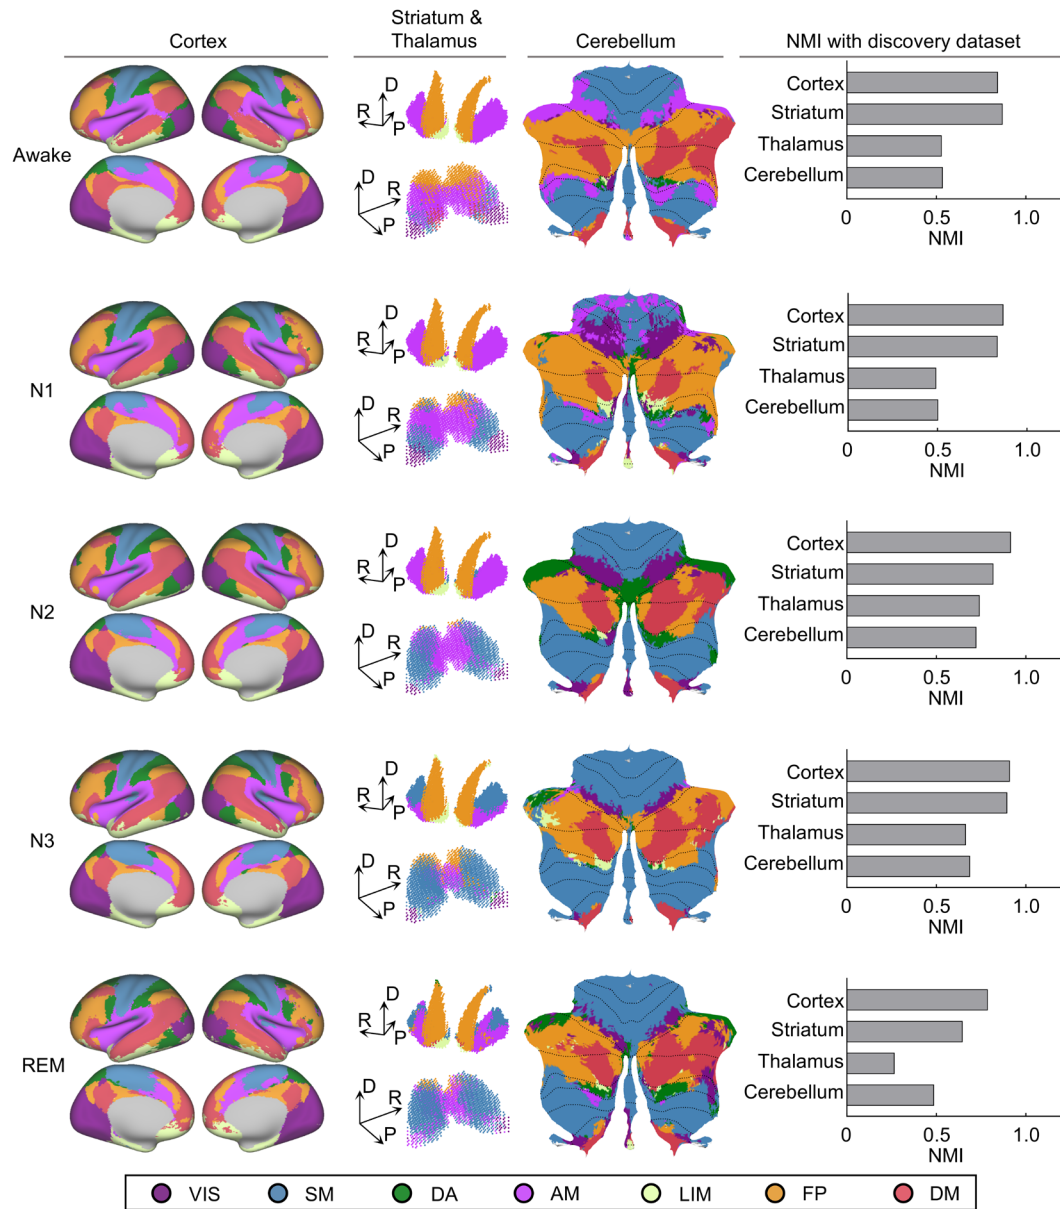 Cortex
Striatum &
Thalamus
Cerebellum
NMI with discovery dataset
Awake
D
R
P
D
R
P
Cortex
Striatum
Thalamus
Cerebellum
0
0.5
1.0
NMI
N1
D
R
P
D
R
P
Cortex
Striatum
Thalamus
Cerebellum
0
0.5
1.0
NMI
N2
D
R
P
D
R
P
Cortex
Striatum
Thalamus
Cerebellum
0
0.5
1.0
NMI
N3
D
R
P
D
R
P
Cortex
Striatum
Thalamus
Cerebellum
0
0.5
1.0
NMI
REM
D
R
P
D
R
P
Cortex
Striatum
Thalamus
Cerebellum
0
0.5
1.0
NMI
VIS SM DA AM LIM FP DM